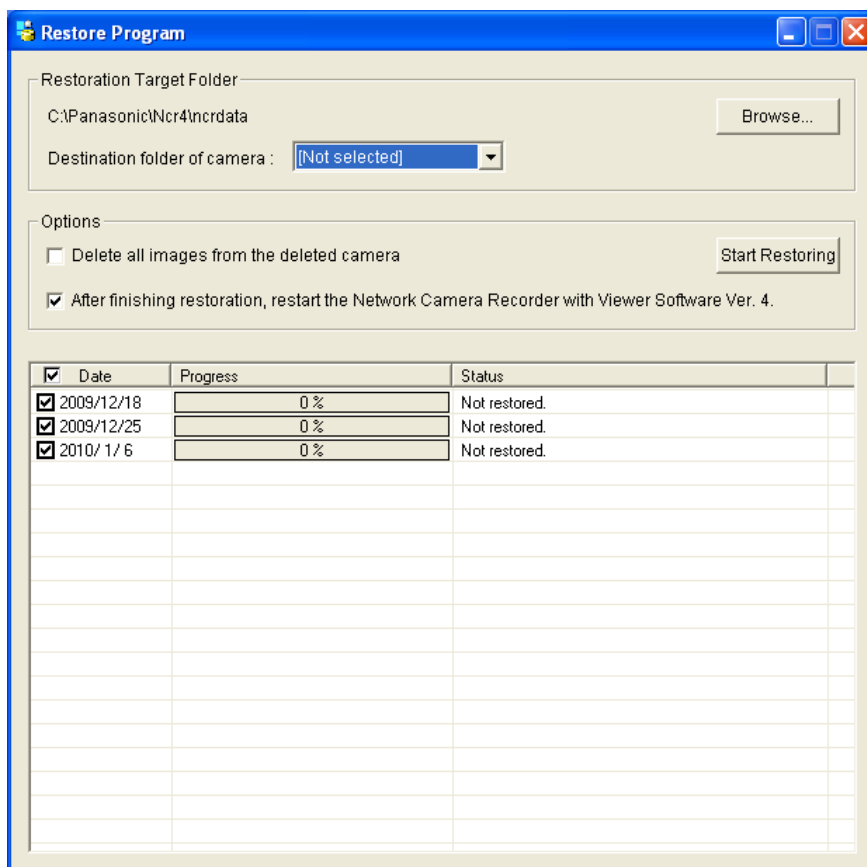 Restore Program
Restoration Target Folder
C:\Panasonic\Ncr4\ncrdata
Browse...
Destination folder of camera : [Not selected]
Options
Delete all images from the deleted camera
Start Restoring
After finishing restoration, restart the Network Camera Recorder with Viewer Software Ver. 4.
Date Progress Status
2009/12/18 0 % Not restored.
2009/12/25 0 % Not restored.
2010/ 1/ 6 0 % Not restored.